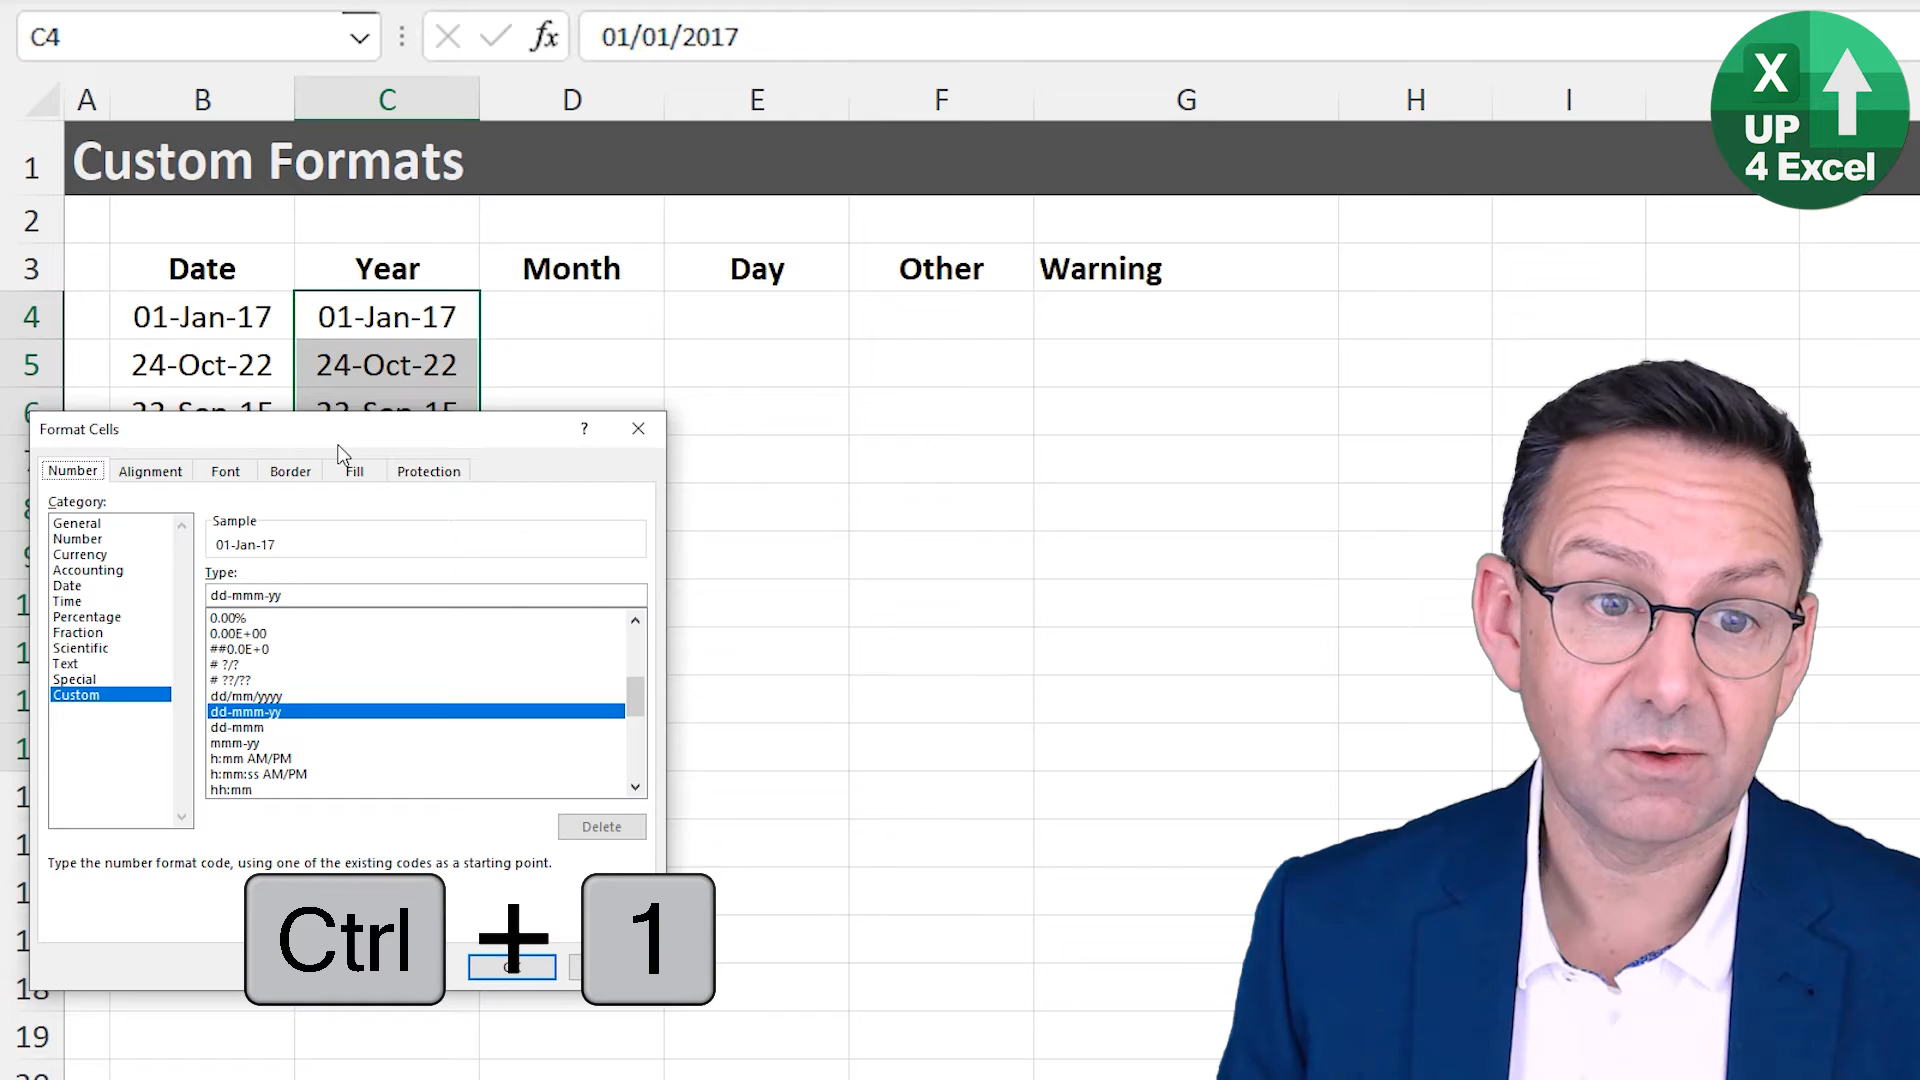 C4
fx
01/01/2017
X
UP
4 Excel
A B C D E F G H I
1
Custom Formats
2
3 Date Year Month Day Other Warning
4 01-Jan-17 01-Jan-17
5 24-Oct-22 24-Oct-22
Format Cells
?
Number Alignment Font Border Fill Protection
Category:
General
Number
Currency
Accounting
Date
Time
Percentage
Fraction
Scientific
Text
Special
Custom
Sample
01-Jan-17
Type:
dd-mmm-yy
0.00%
0.00E+00
##0.0E+0
# ?/?
# ??/??
dd/mm/yyyy
dd-mmm-yy
dd-mmm
mmm-yy
h:mm AM/PM
h:mm:ss AM/PM
hh:mm
Delete
Type the number format code, using one of the existing codes as a starting point.
Ctrl + 1
18
19